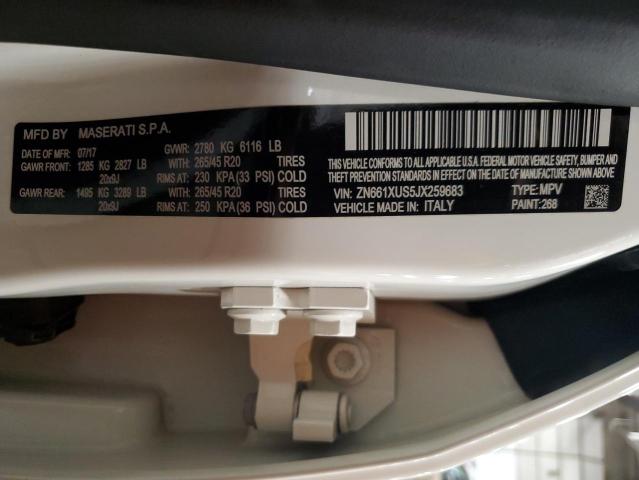 MFD BY MASERATI S.P.A.
DATE OF MFR: 07/17 GVWR: 2780 KG 6116 LB
GAWR FRONT: 1285 KG 2827 LB WITH: 265/45 R20 TIRES
20x9J RIMS AT: 230 KPA (33 PSI) COLD
GAWR REAR: 1495 KG 3289 LB WITH: 265/45 R20 TIRES
20x9J RIMS AT: 250 KPA (36 PSI) COLD
THIS VEHICLE CONFORMS TO ALL APPLICABLE U.S.A. FEDERAL MOTOR VEHICLE SAFETY, BUMPER AND
THEFT PREVENTION STANDARDS IN EFFECT ON THE DATE OF MANUFACTURE SHOWN ABOVE
VIN: ZN661XUS5JX259683 TYPE: MPV
VEHICLE MADE IN: ITALY PAINT: 268